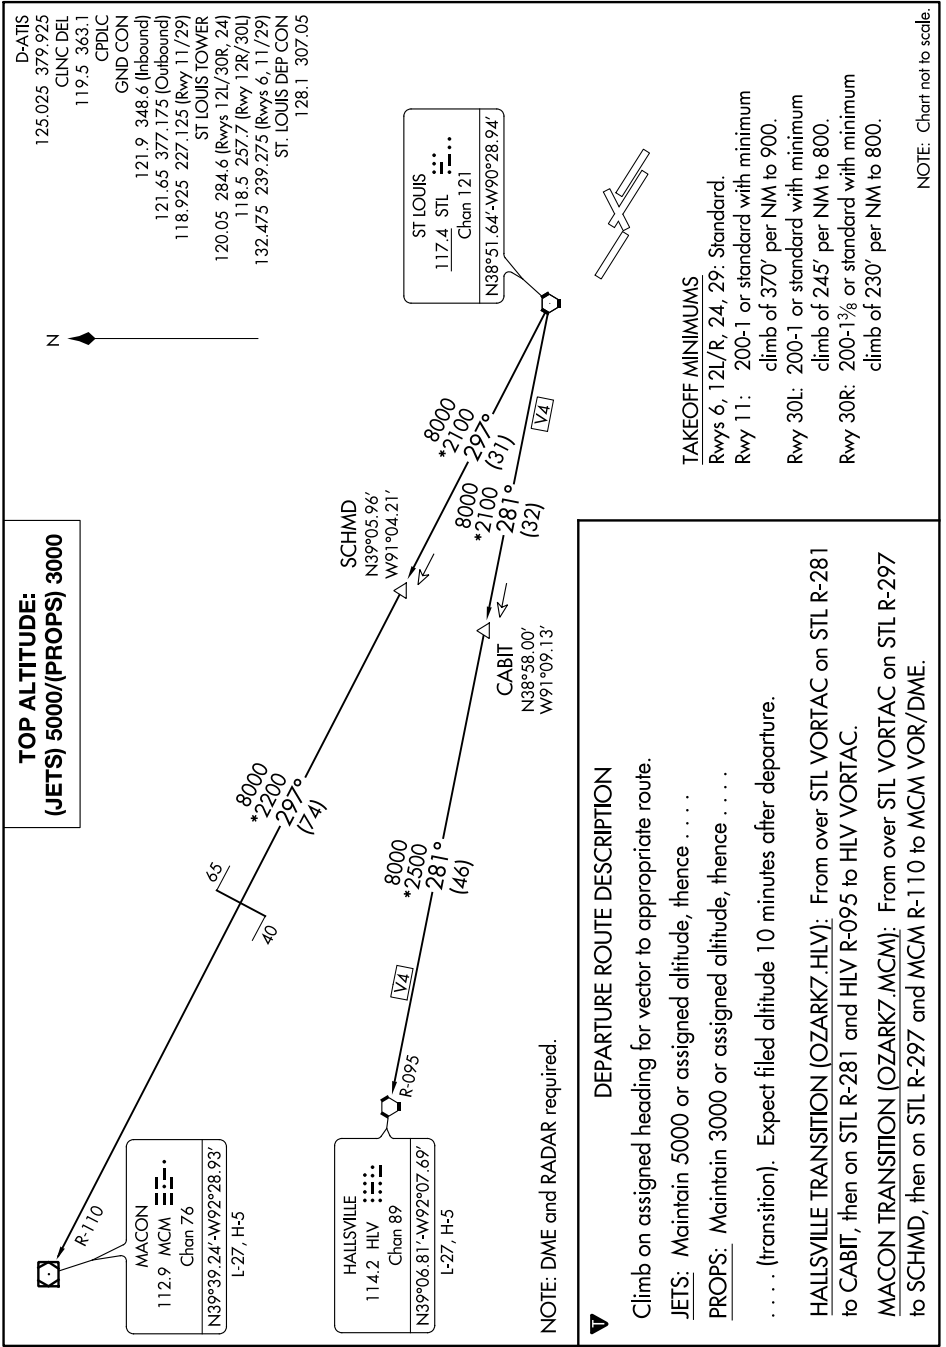 TOP ALTITUDE:
(JETS) 5000/(PROPS) 3000
D-ATIS
125.025 379.925
CLNC DEL
119.5 363.1
CPDLC
GND CON
121.9 348.6 (Inbound)
121.65 377.175 (Outbound)
118.925 227.125 (Rwy 11/29)
ST LOUIS TOWER
120.05 284.6 (Rwys 12L/30R, 24)
118.5 257.7 (Rwy 12R/30L)
132.475 239.275 (Rwys 6, 11/29)
ST. LOUIS DEP CON
128.1 307.05
N
R-110
MACON
112.9 MCM
Chan 76
N39°39.24'-W92°28.93'
L-27, H-5
65
40
8000
*2200
297°
(74)
SCHMD
N39°05.96'
W91°04.21'
8000
*2100
297°
(31)
ST LOUIS
117.4 STL
Chan 121
N38°51.64'-W90°28.94'
HALLSVILLE
114.2 HLV
Chan 89
N39°06.81'-W92°07.69'
L-27, H-5
R-095
V4
8000
*2500
281°
(46)
CABIT
N38°58.00'
W91°09.13'
8000
*2100
281°
(32)
V4
NOTE: DME and RADAR required.
TAKEOFF MINIMUMS
Rwys 6, 12L/R, 24, 29: Standard.
Rwy 11: 200-1 or standard with minimum
climb of 370' per NM to 900.
Rwy 30L: 200-1 or standard with minimum
climb of 245' per NM to 800.
Rwy 30R: 200-1⅜ or standard with minimum
climb of 230' per NM to 800.
NOTE: Chart not to scale.
T
DEPARTURE ROUTE DESCRIPTION
Climb on assigned heading for vector to appropriate route.
JETS: Maintain 5000 or assigned altitude, thence . . . .
PROPS: Maintain 3000 or assigned altitude, thence . . . .
. . . . (transition). Expect filed altitude 10 minutes after departure.
HALLSVILLE TRANSITION (OZARK7.HLV): From over STL VORTAC on STL R-281
to CABIT, then on STL R-281 and HLV R-095 to HLV VORTAC.
MACON TRANSITION (OZARK7.MCM): From over STL VORTAC on STL R-297
to SCHMD, then on STL R-297 and MCM R-110 to MCM VOR/DME.